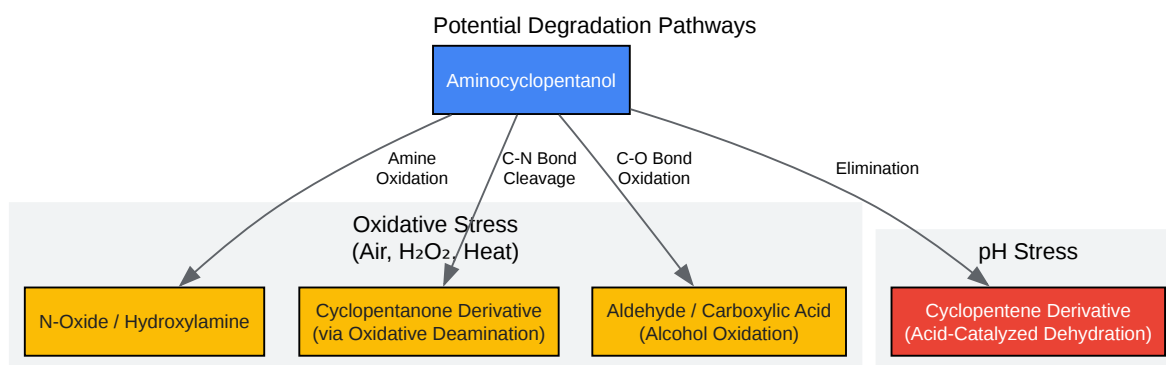 Potential Degradation Pathways
Aminocyclopentanol
Amine
Oxidation
C-N Bond
Cleavage
C-O Bond
Oxidation
Elimination
Oxidative Stress
(Air, H₂O₂, Heat)
pH Stress
N-Oxide / Hydroxylamine
Cyclopentanone Derivative
(via Oxidative Deamination)
Aldehyde / Carboxylic Acid
(Alcohol Oxidation)
Cyclopentene Derivative
(Acid-Catalyzed Dehydration)